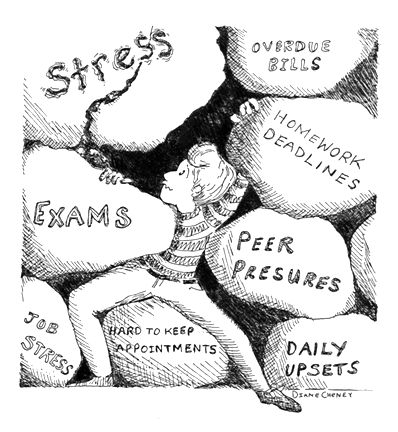 Stress
OVERDUE
BILLS
HOMEWORK
DEADLINES
EXAMS
PEER
PRESURES
JOB
STRESS
HARD TO KEEP
APPOINTMENTS
DAILY
UPSETS
DIANE CHENEY